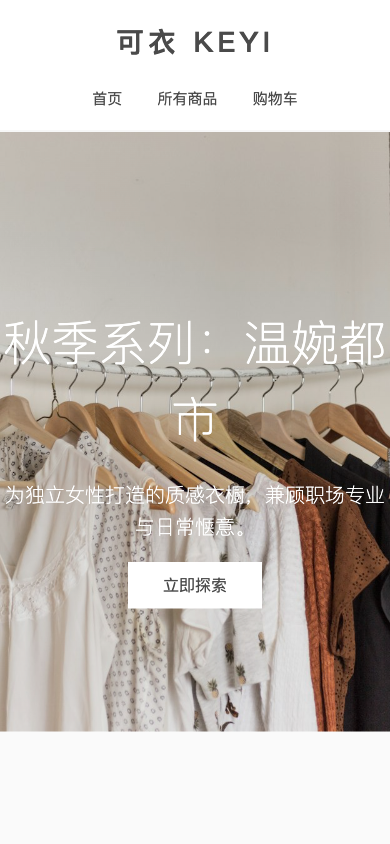 可衣 KEYI
首页 所有商品 购物车
秋季系列：温婉都
市
为独立女性打造的质感衣橱，兼顾职场专业
与日常惬意。
立即探索